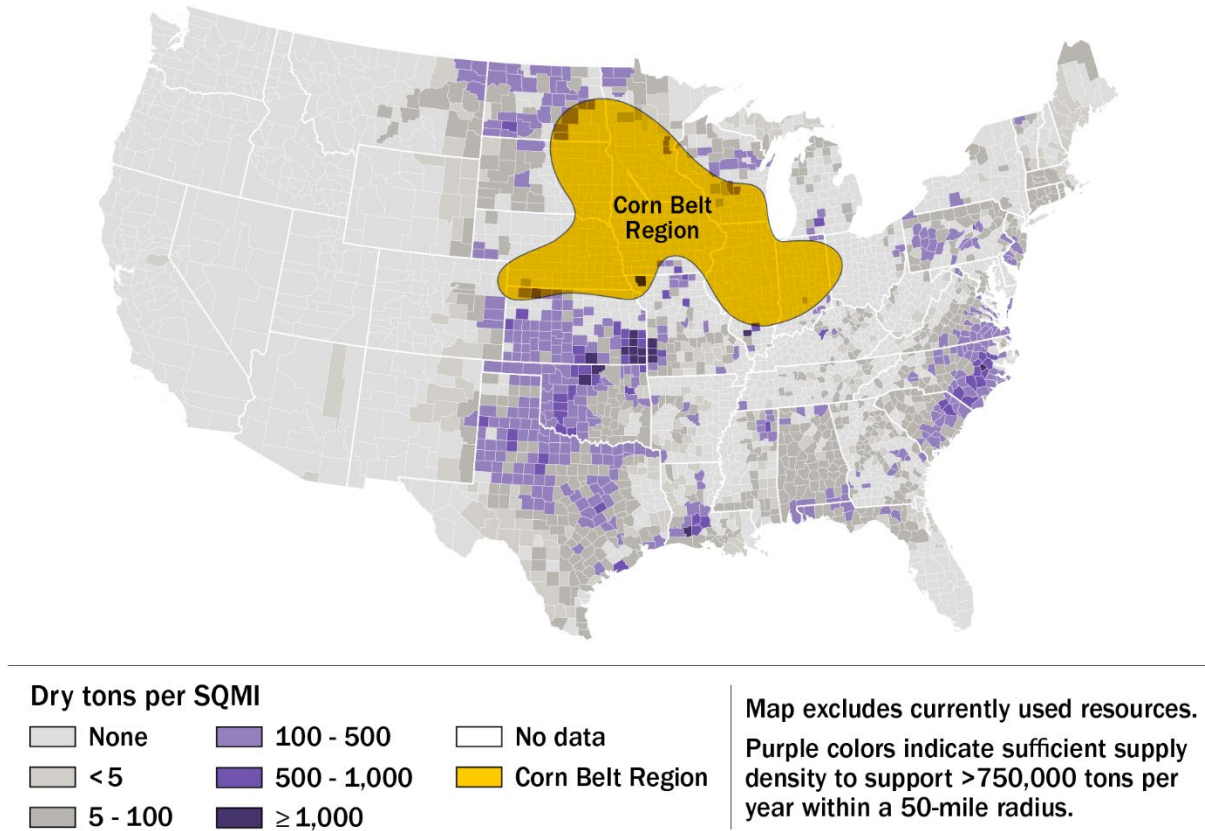 Corn Belt
Region
Dry tons per SQMI
None
< 5
5 - 100
100 - 500
500 - 1,000
≥ 1,000
No data
Corn Belt Region
Map excludes currently used resources.
Purple colors indicate sufficient supply
density to support >750,000 tons per
year within a 50-mile radius.